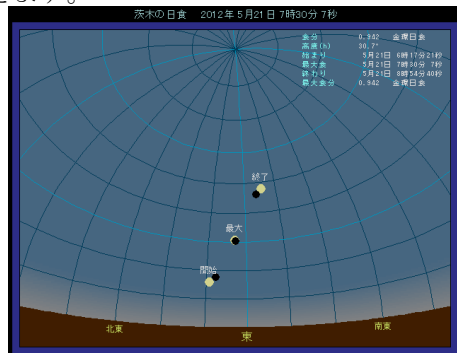 茨木の日食 2012年5月21日 7時30分 7秒
食分 0.942 金環日食
高度(h) 30.7°
始まり 5月21日 6時17分21秒
最大食 5月21日 7時30分 7秒
終わり 5月21日 8時54分40秒
最大食分 0.942 金環日食
終了
最大
開始
北東
東
南東